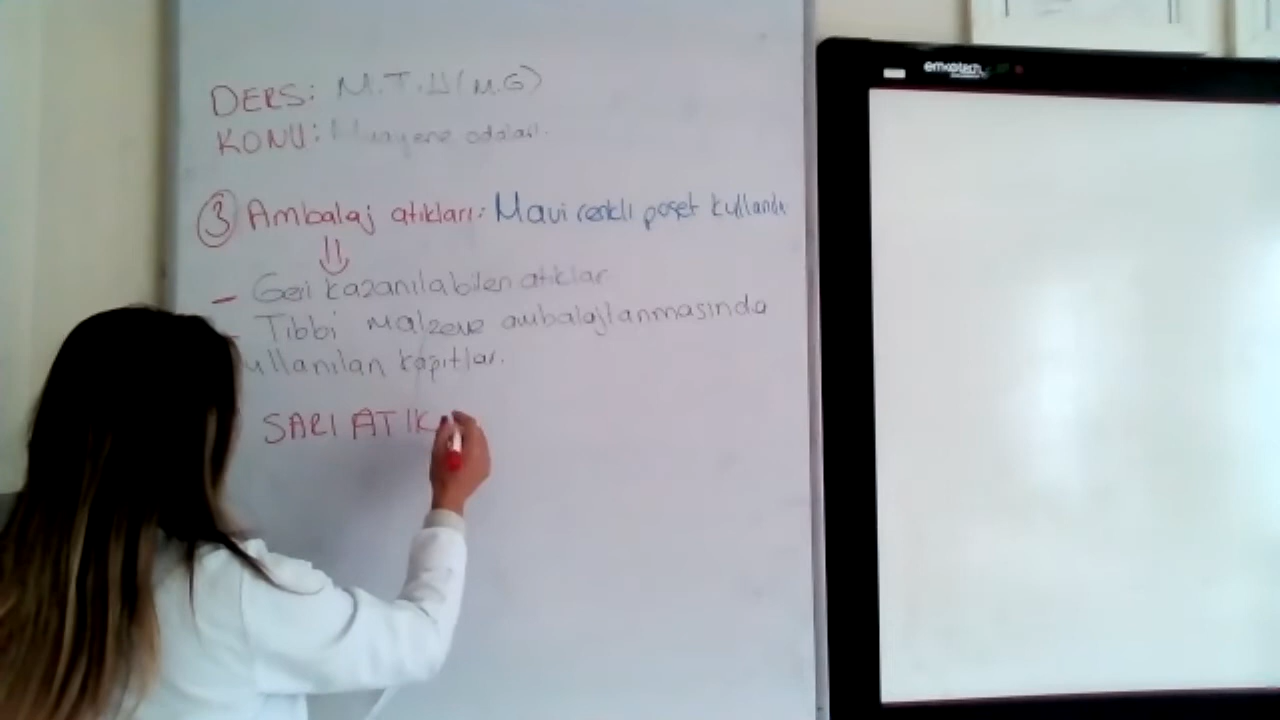 DERS: M.T.U (M.G)
KONU: Muayene odaları.
③ Ambalaj atıkları: Mavi renkli poşet kullanılır
- Geri kazanılabilen atıklar
- Tıbbi malzeme ambalajlanmasında
kullanılan kağıtlar.
SARI ATIK
emkotech